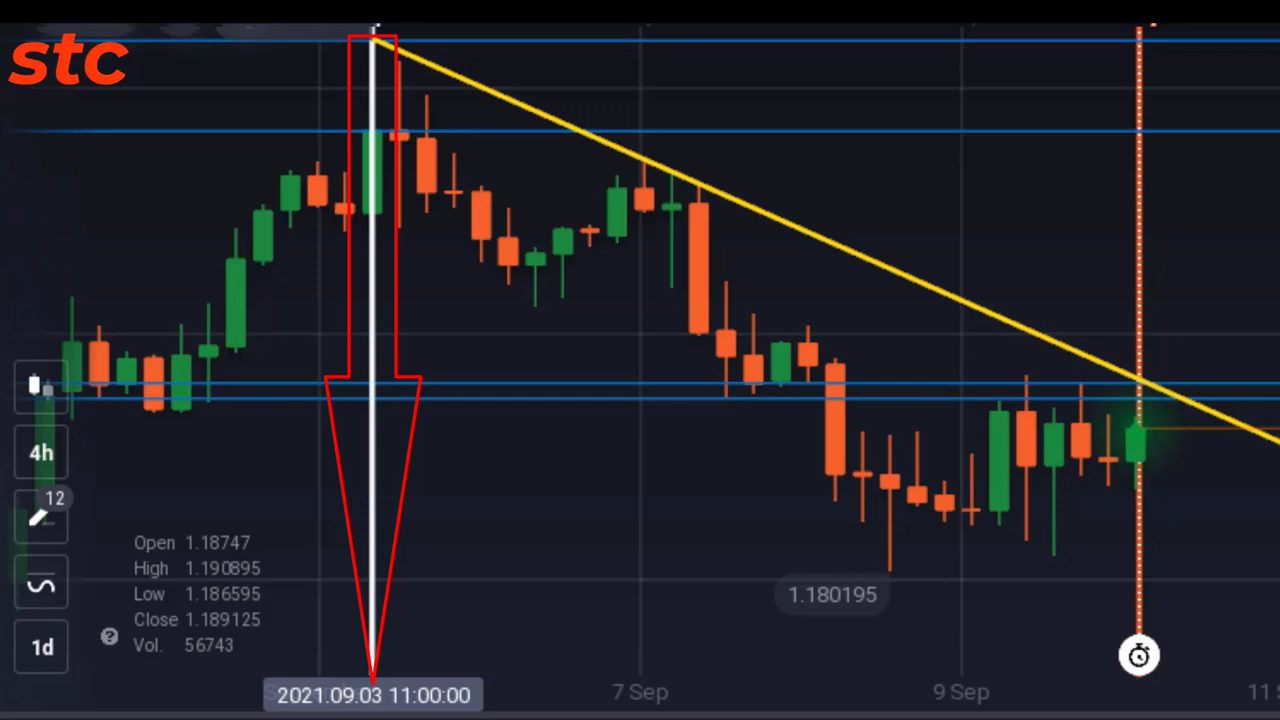 stc
4h
12
Open 1.18747
High 1.190895
Low 1.186595
Close 1.189125
Vol. 56743
?
1d
1.180195
2021.09.03 11:00:00
7 Sep
9 Sep
11